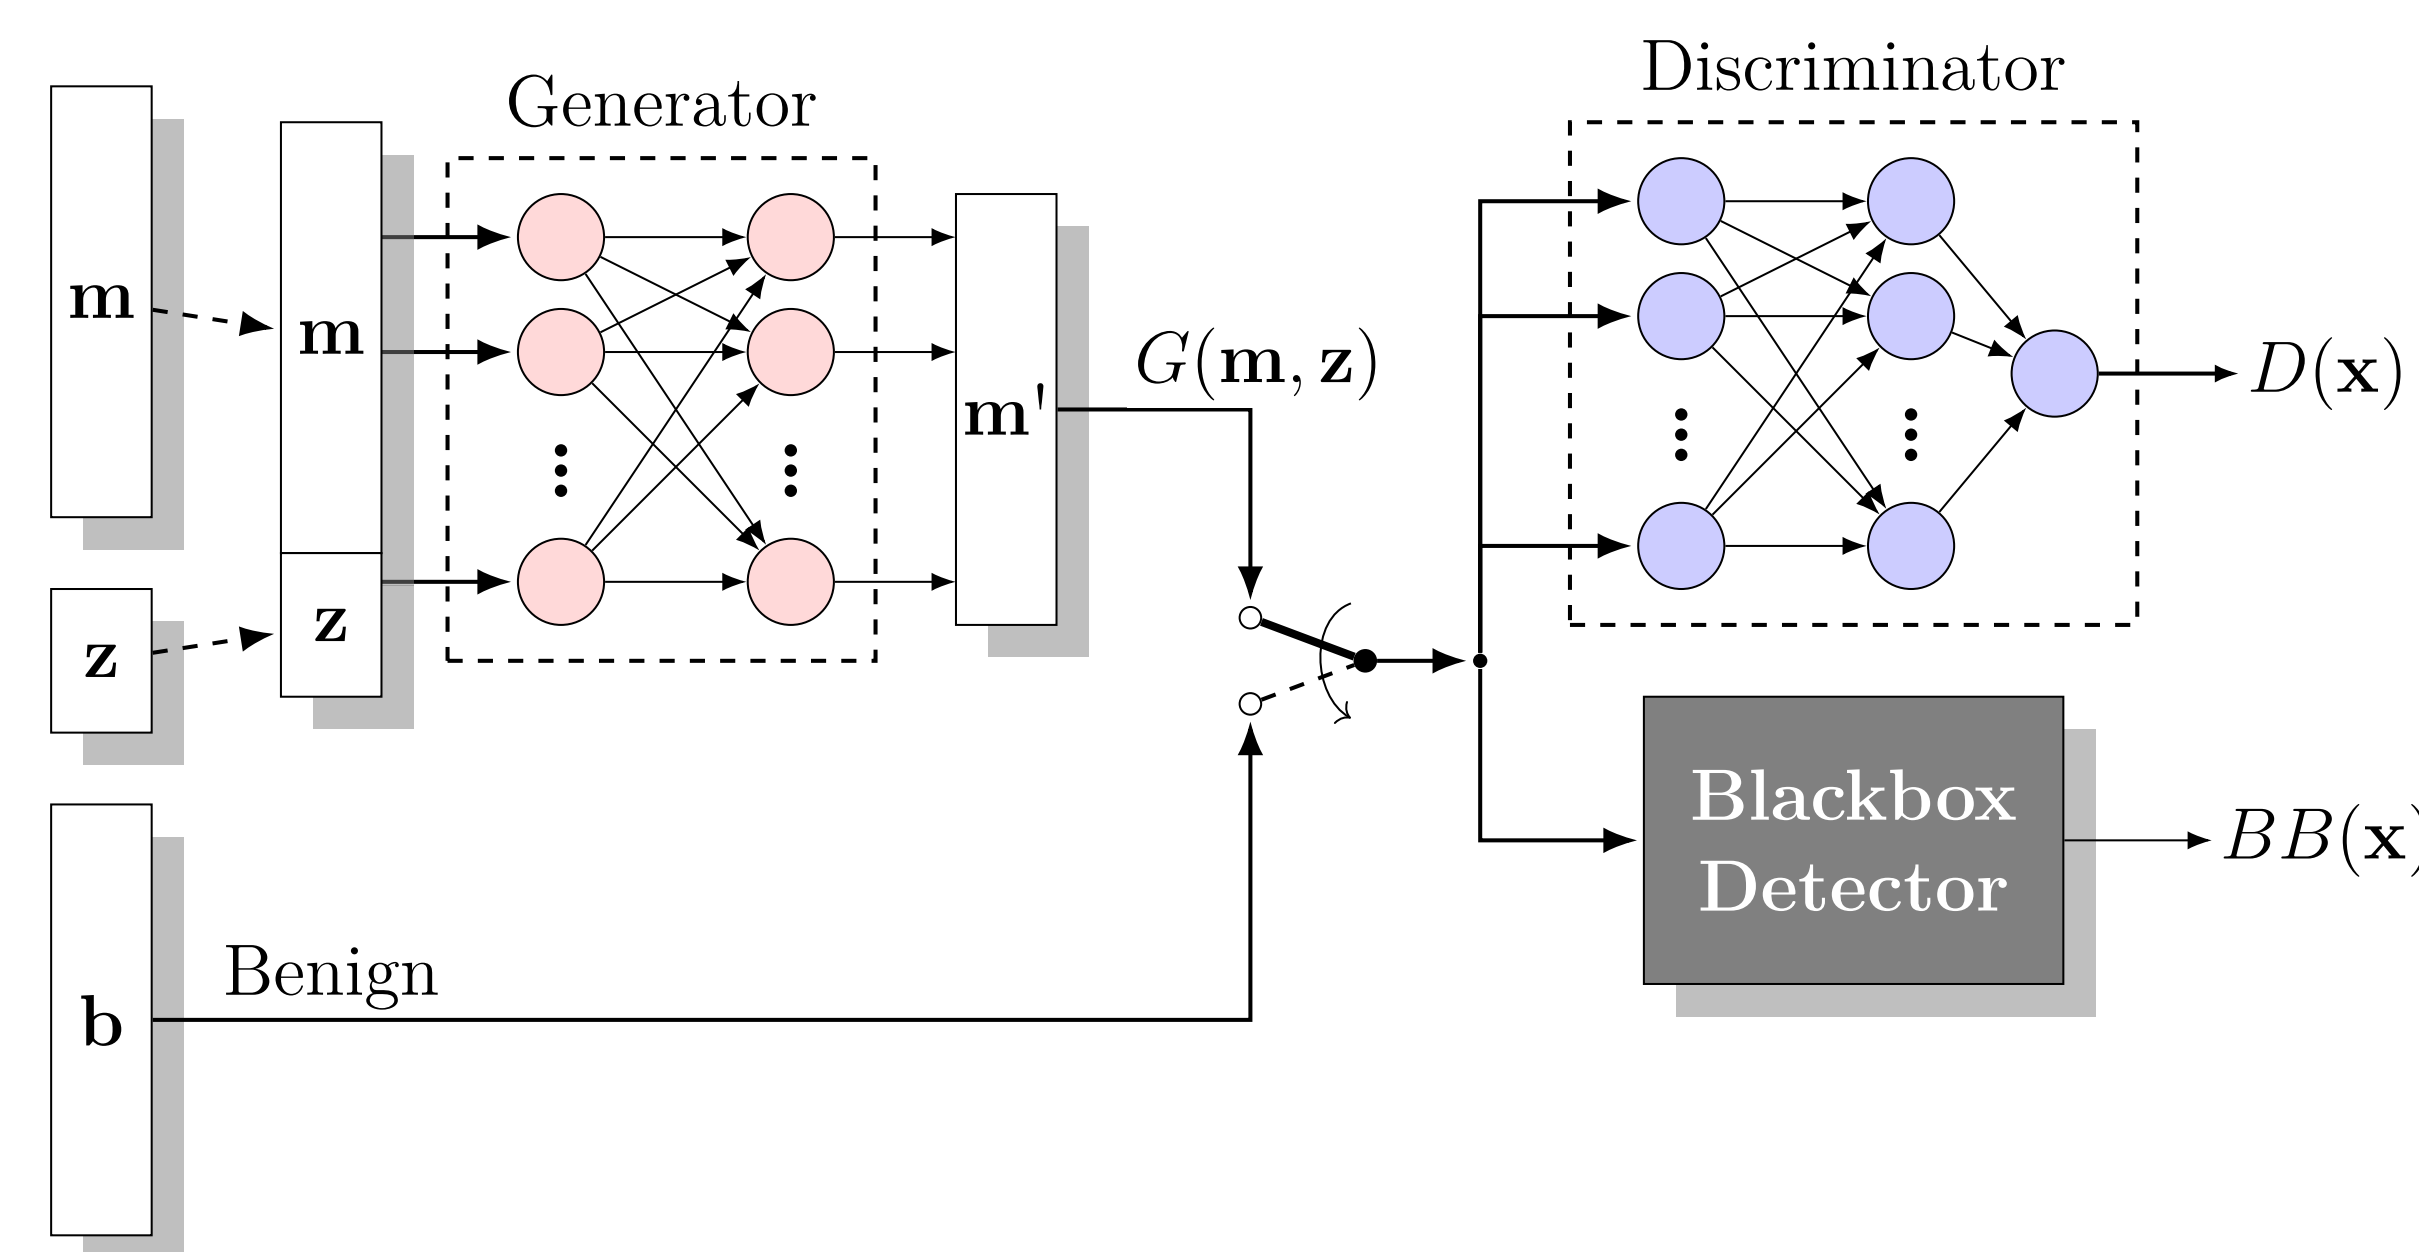 Generator
Discriminator
m
m
m'
G(m, z)
D(x)
z
z
Blackbox
Detector
BB(x)
Benign
b